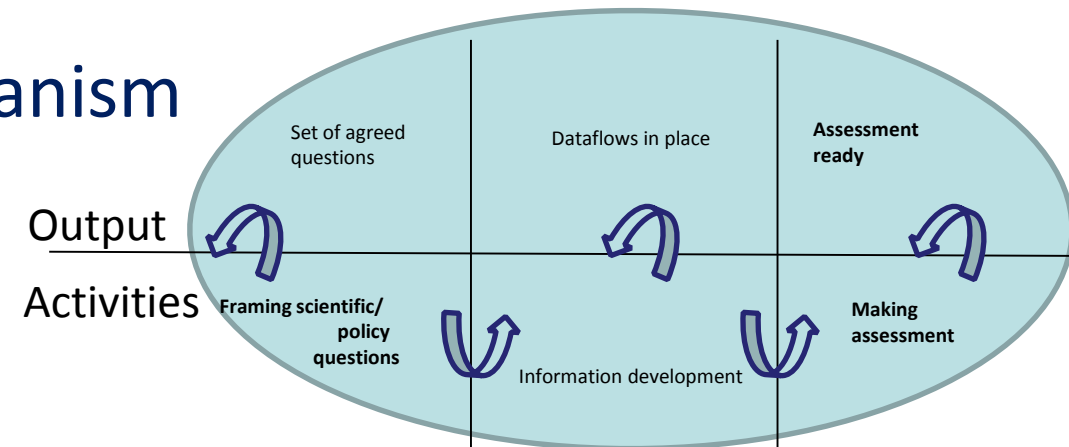 anism
Set of agreed
questions
Dataflows in place
Assessment
ready
Output
Activities
Framing scientific/
policy
questions
Information development
Making
assessment